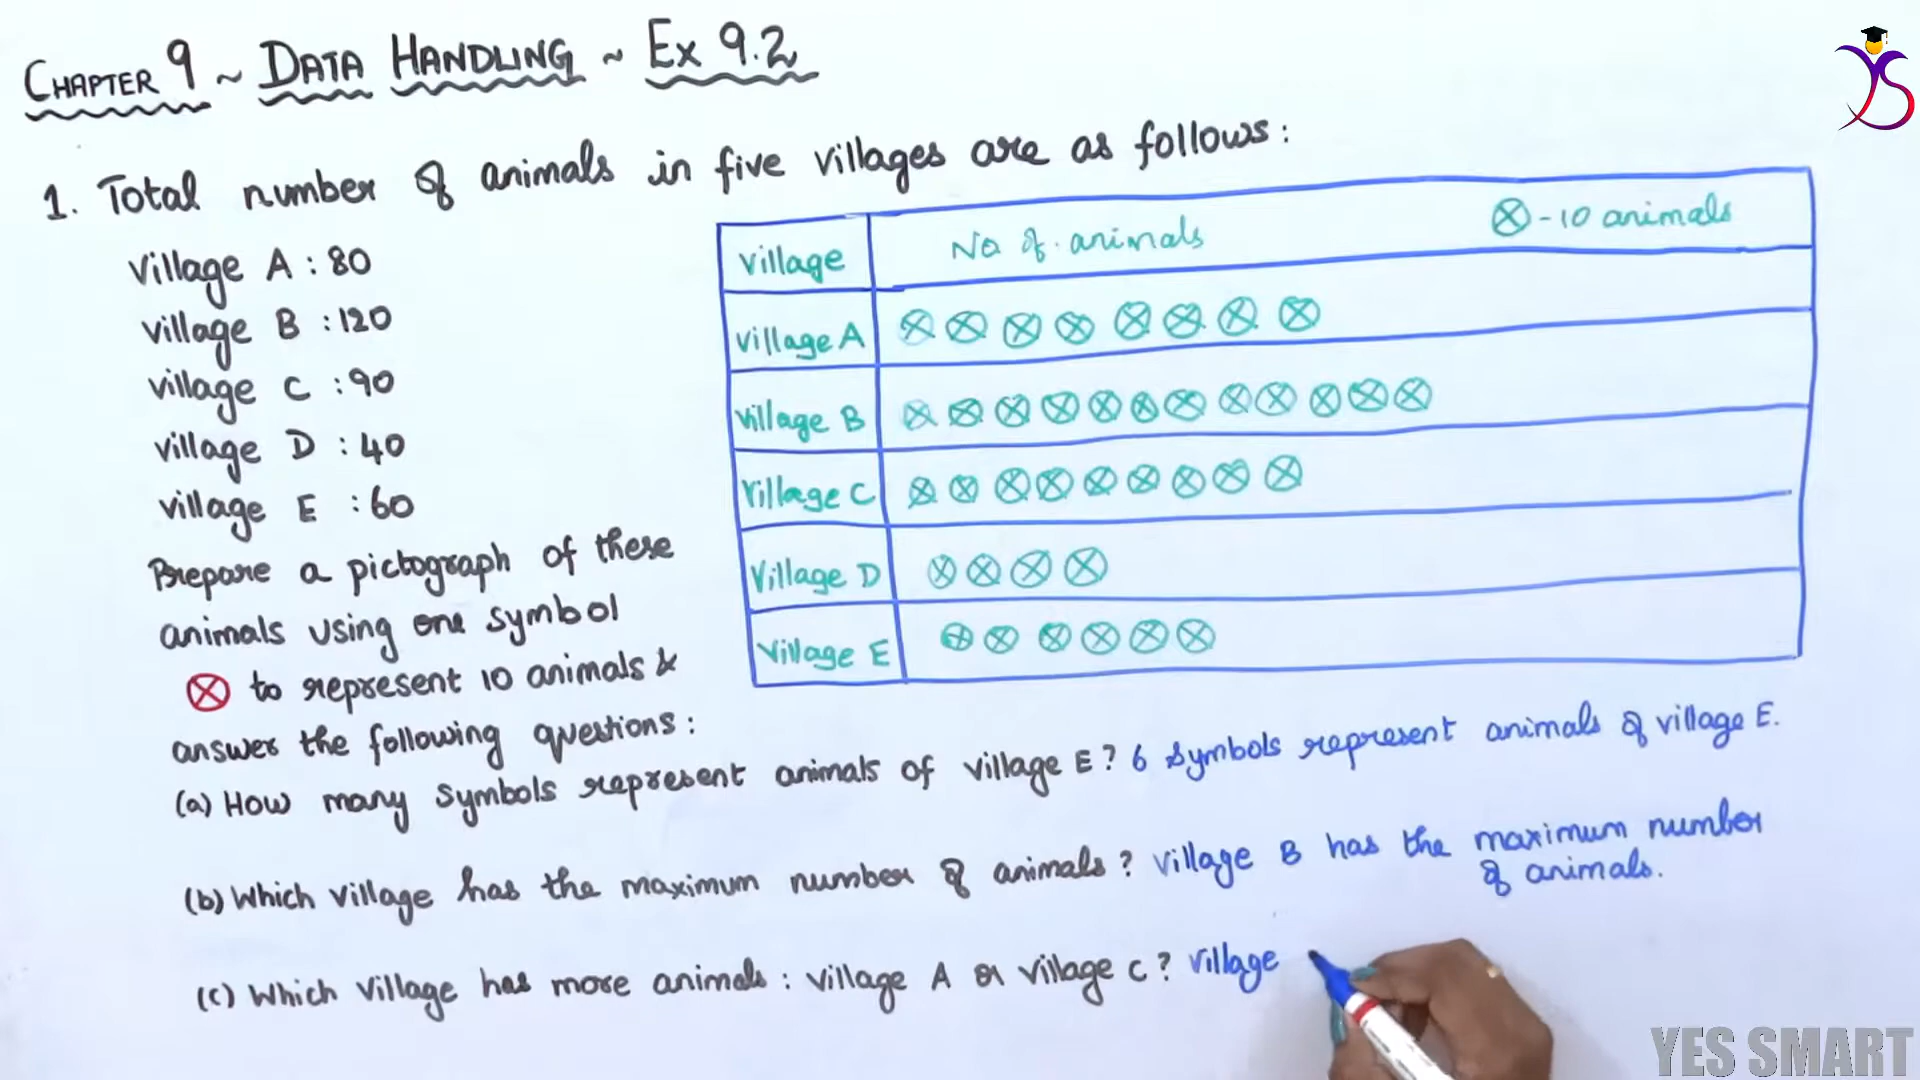 CHAPTER 9 ~ DATA HANDLING ~ Ex 9.2
1. Total number of animals in five villages are as follows:
Village A : 80
Village B : 120
Village C : 90
Village D : 40
Village E : 60
Prepare a pictograph of these
animals using one symbol
⊗ to represent 10 animals &
answer the following questions:
Village No of animals ⊗ - 10 animals
Village A ⊗ ⊗ ⊗ ⊗ ⊗ ⊗ ⊗ ⊗
Village B ⊗ ⊗ ⊗ ⊗ ⊗ ⊗ ⊗ ⊗ ⊗ ⊗ ⊗ ⊗
Village C ⊗ ⊗ ⊗ ⊗ ⊗ ⊗ ⊗ ⊗ ⊗
Village D ⊗ ⊗ ⊗ ⊗
Village E ⊗ ⊗ ⊗ ⊗ ⊗ ⊗
(a) How many symbols represent animals of village E? 6 symbols represent animals of village E.
(b) Which village has the maximum number of animals? Village B has the maximum number
of animals.
(c) Which village has more animals : village A or village C? Village
YS
YES SMART